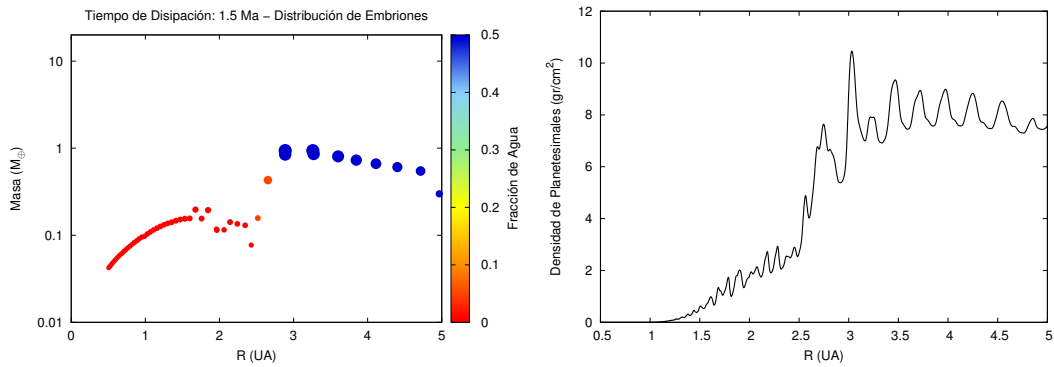 Tiempo de Disipación: 1.5 Ma − Distribución de Embriones
Masa (M⊕)
10
1
0.1
0.01
0 1 2 3 4 5
R (UA)
0.5
0.4
0.3
0.2
0.1
0
Fracción de Agua
Densidad de Planetesimales (gr/cm²)
12
10
8
6
4
2
0
0.5 1 1.5 2 2.5 3 3.5 4 4.5 5
R (UA)